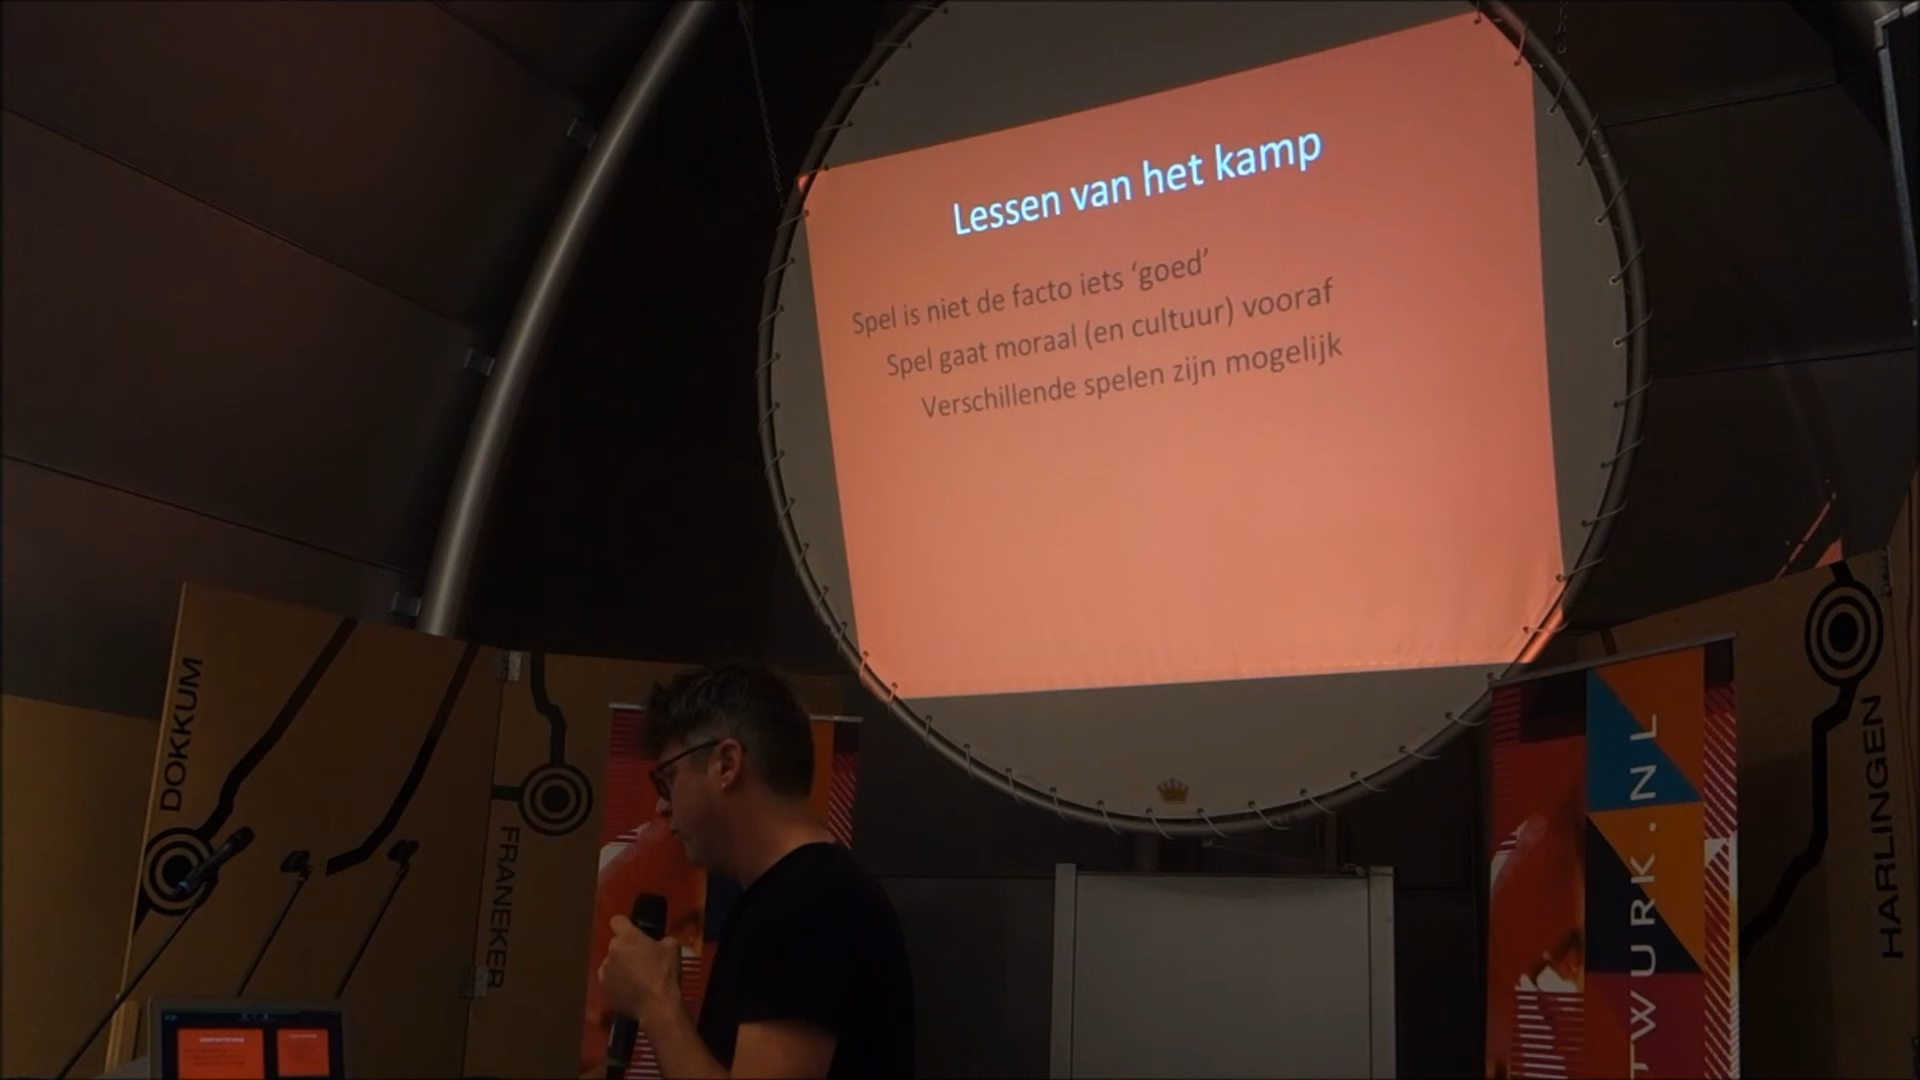 Lessen van het kamp
Spel is niet de facto iets ‘goed’
Spel gaat moraal (en cultuur) vooraf
Verschillende spelen zijn mogelijk
DOKKUM
FRANEKER
HARLINGEN
TWURK.NL